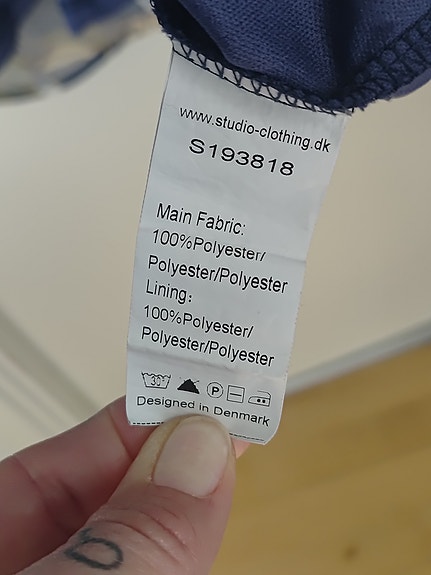 www.studio-clothing.dk
S193818
Main Fabric:
100%Polyester/
Polyester/Polyester
Lining:
100%Polyester/
Polyester/Polyester
30° P
Designed in Denmark